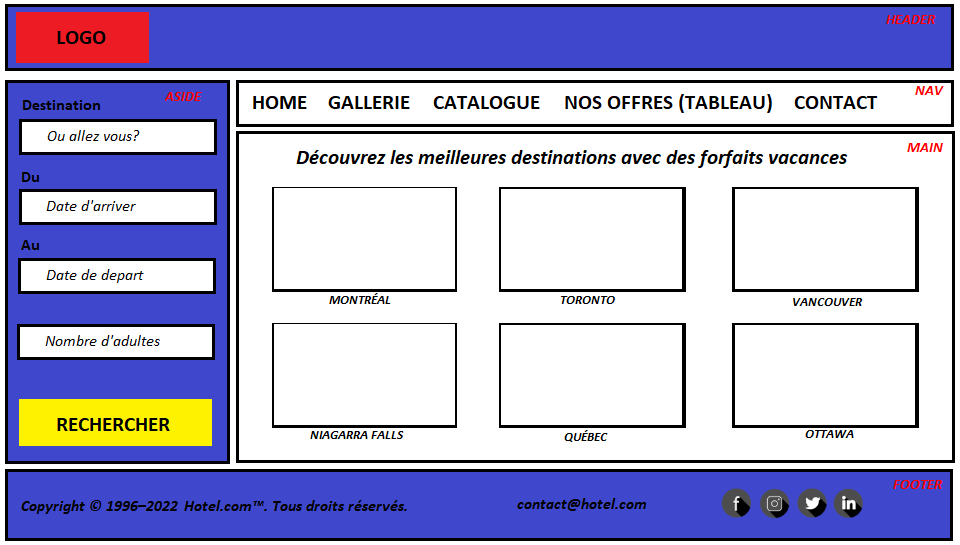 HEADER
LOGO
ASIDE
Destination
Ou allez vous?
Du
Date d'arriver
Au
Date de depart
Nombre d'adultes
RECHERCHER
NAV
HOME GALLERIE CATALOGUE NOS OFFRES (TABLEAU) CONTACT
MAIN
Découvrez les meilleures destinations avec des forfaits vacances
MONTRÉAL TORONTO VANCOUVER
NIAGARRA FALLS QUÉBEC OTTAWA
FOOTER
Copyright © 1996–2022 Hotel.com™. Tous droits réservés. contact@hotel.com f in